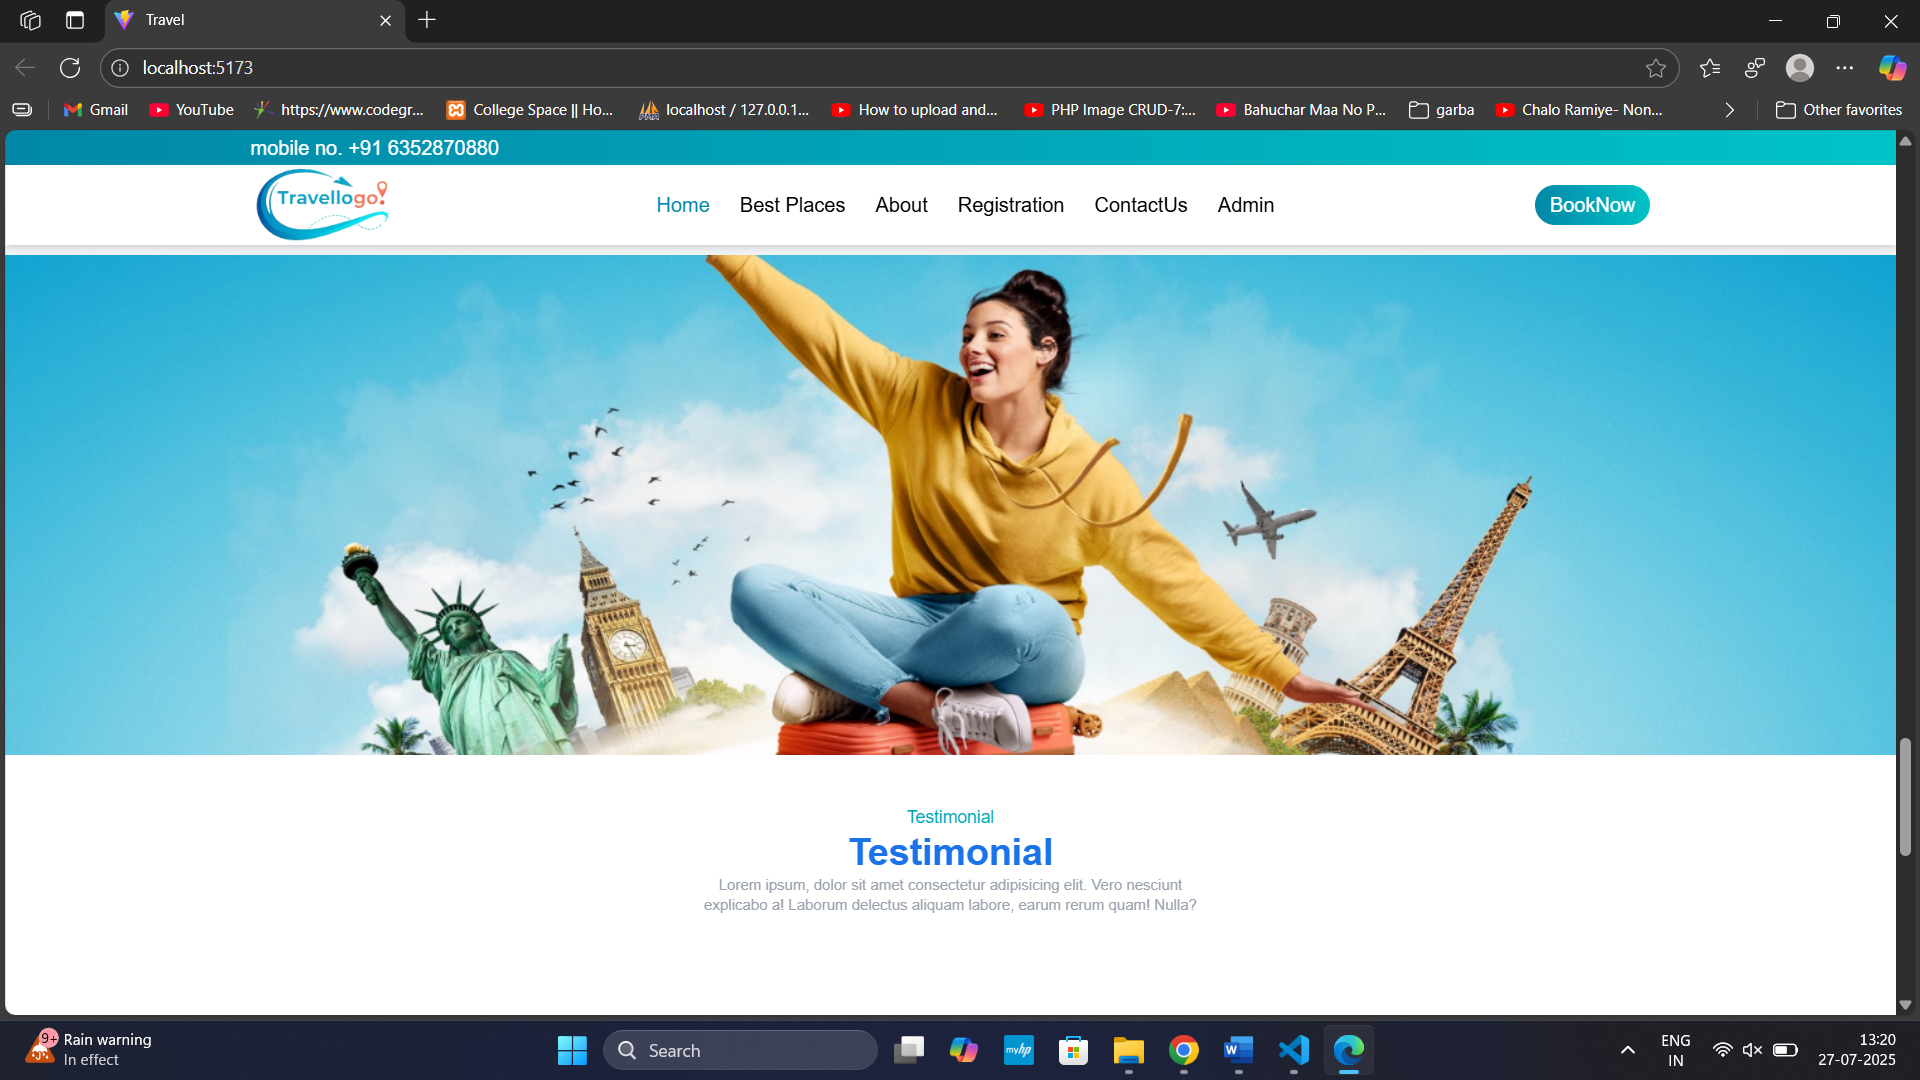 Travel
localhost:5173
Gmail
YouTube
https://www.codegr...
College Space || Ho...
localhost / 127.0.0.1...
How to upload and...
PHP Image CRUD-7:...
Bahuchar Maa No P...
garba
Chalo Ramiye- Non...
Other favorites
mobile no. +91 6352870880
Travellogo!
Home
Best Places
About
Registration
ContactUs
Admin
BookNow
Testimonial
Testimonial
Lorem ipsum, dolor sit amet consectetur adipisicing elit. Vero nesciunt
explicabo a! Laborum delectus aliquam labore, earum rerum quam! Nulla?
9+
Rain warning
In effect
Search
myhp
W
ENG
IN
13:20
27-07-2025